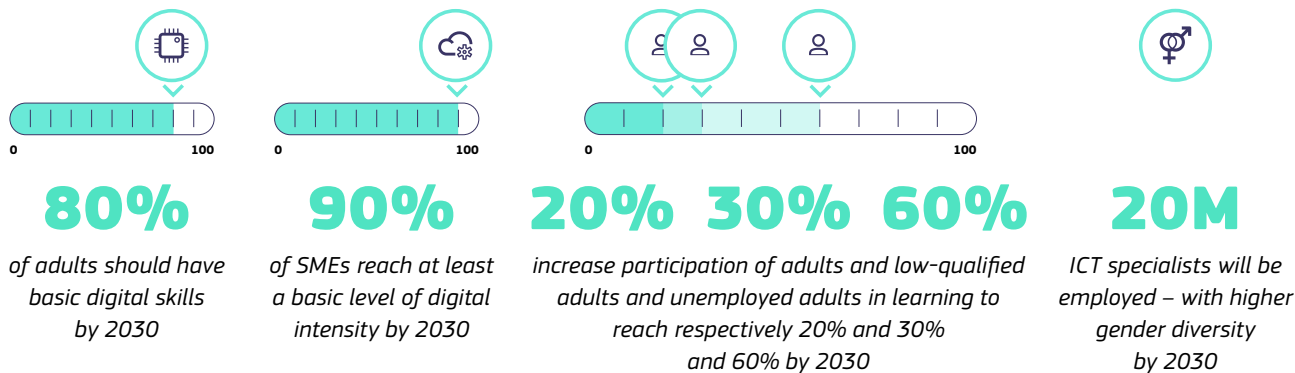 0 100
80%
of adults should have
basic digital skills
by 2030
0 100
90%
of SMEs reach at least
a basic level of digital
intensity by 2030
0 100
20% 30% 60%
increase participation of adults and low-qualified
adults and unemployed adults in learning to
reach respectively 20% and 30%
and 60% by 2030
20M
ICT specialists will be
employed – with higher
gender diversity
by 2030